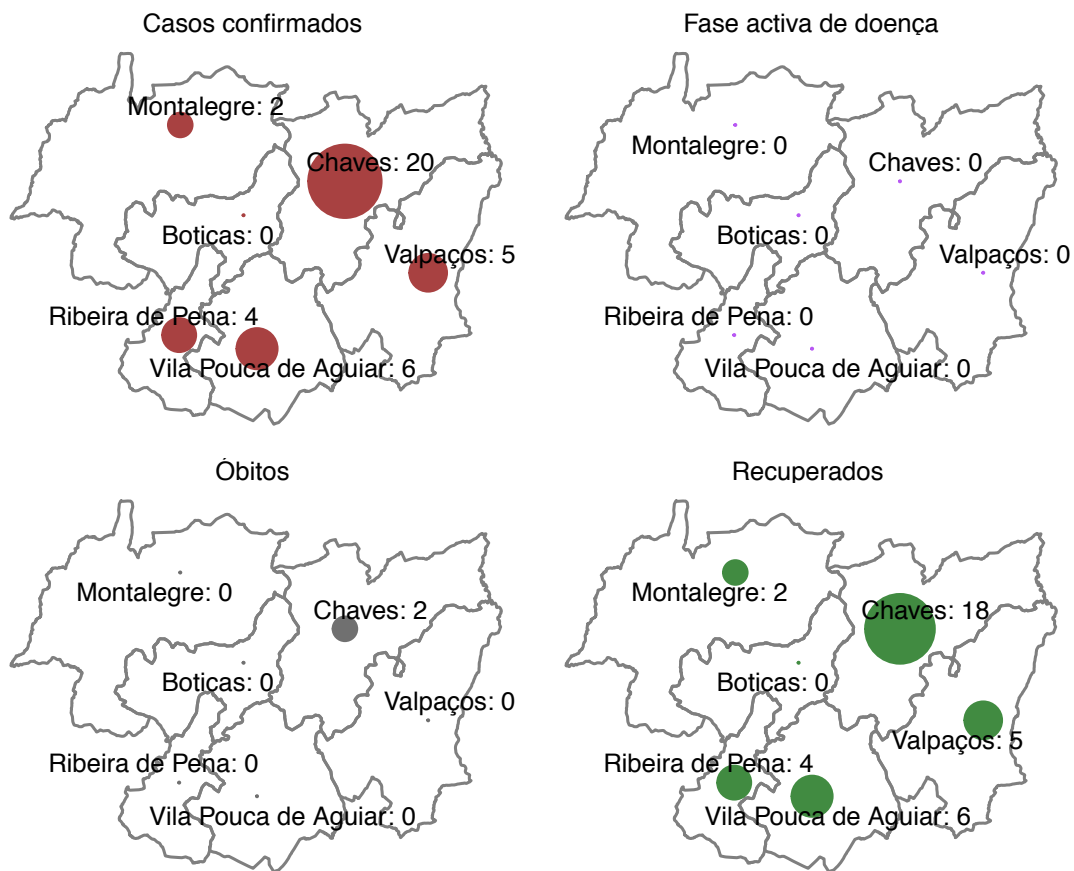 Casos confirmados
Montalegre: 2
Chaves: 20
Boticas: 0
Valpaços: 5
Ribeira de Pena: 4
Vila Pouca de Aguiar: 6
Fase activa de doença
Montalegre: 0
Chaves: 0
Boticas: 0
Valpaços: 0
Ribeira de Pena: 0
Vila Pouca de Aguiar: 0
Óbitos
Montalegre: 0
Chaves: 2
Boticas: 0
Valpaços: 0
Ribeira de Pena: 0
Vila Pouca de Aguiar: 0
Recuperados
Montalegre: 2
Chaves: 18
Boticas: 0
Valpaços: 5
Ribeira de Pena: 4
Vila Pouca de Aguiar: 6